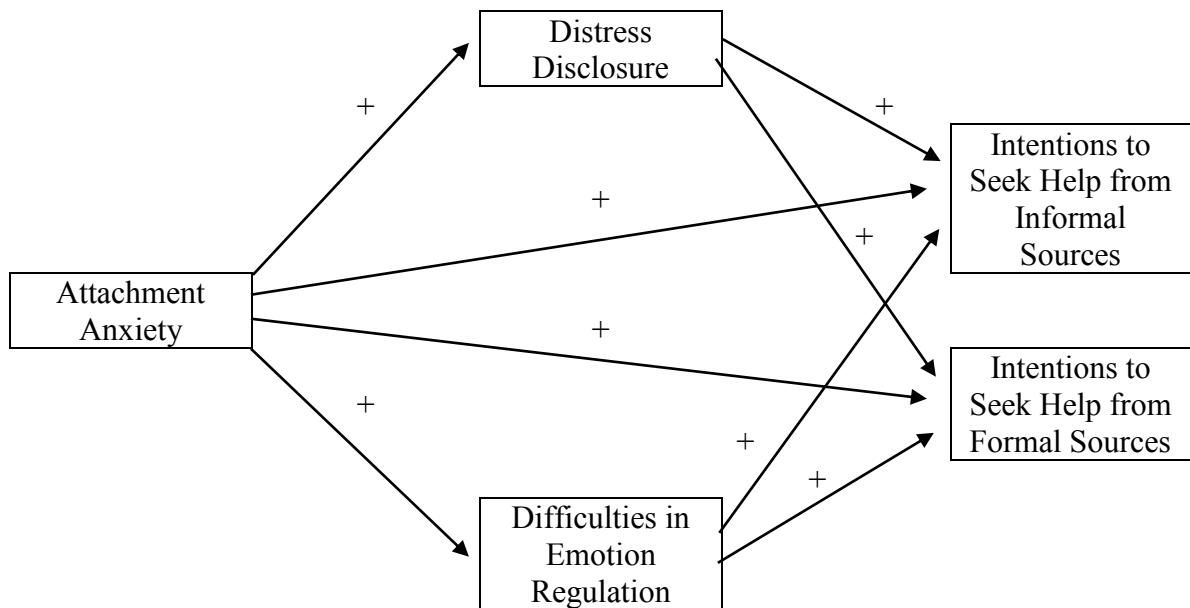 Distress
Disclosure
+
+
Intentions to
Seek Help from
Informal
Sources
+
+
Attachment
Anxiety
+
+
Intentions to
Seek Help from
Formal Sources
+
+
Difficulties in
Emotion
Regulation